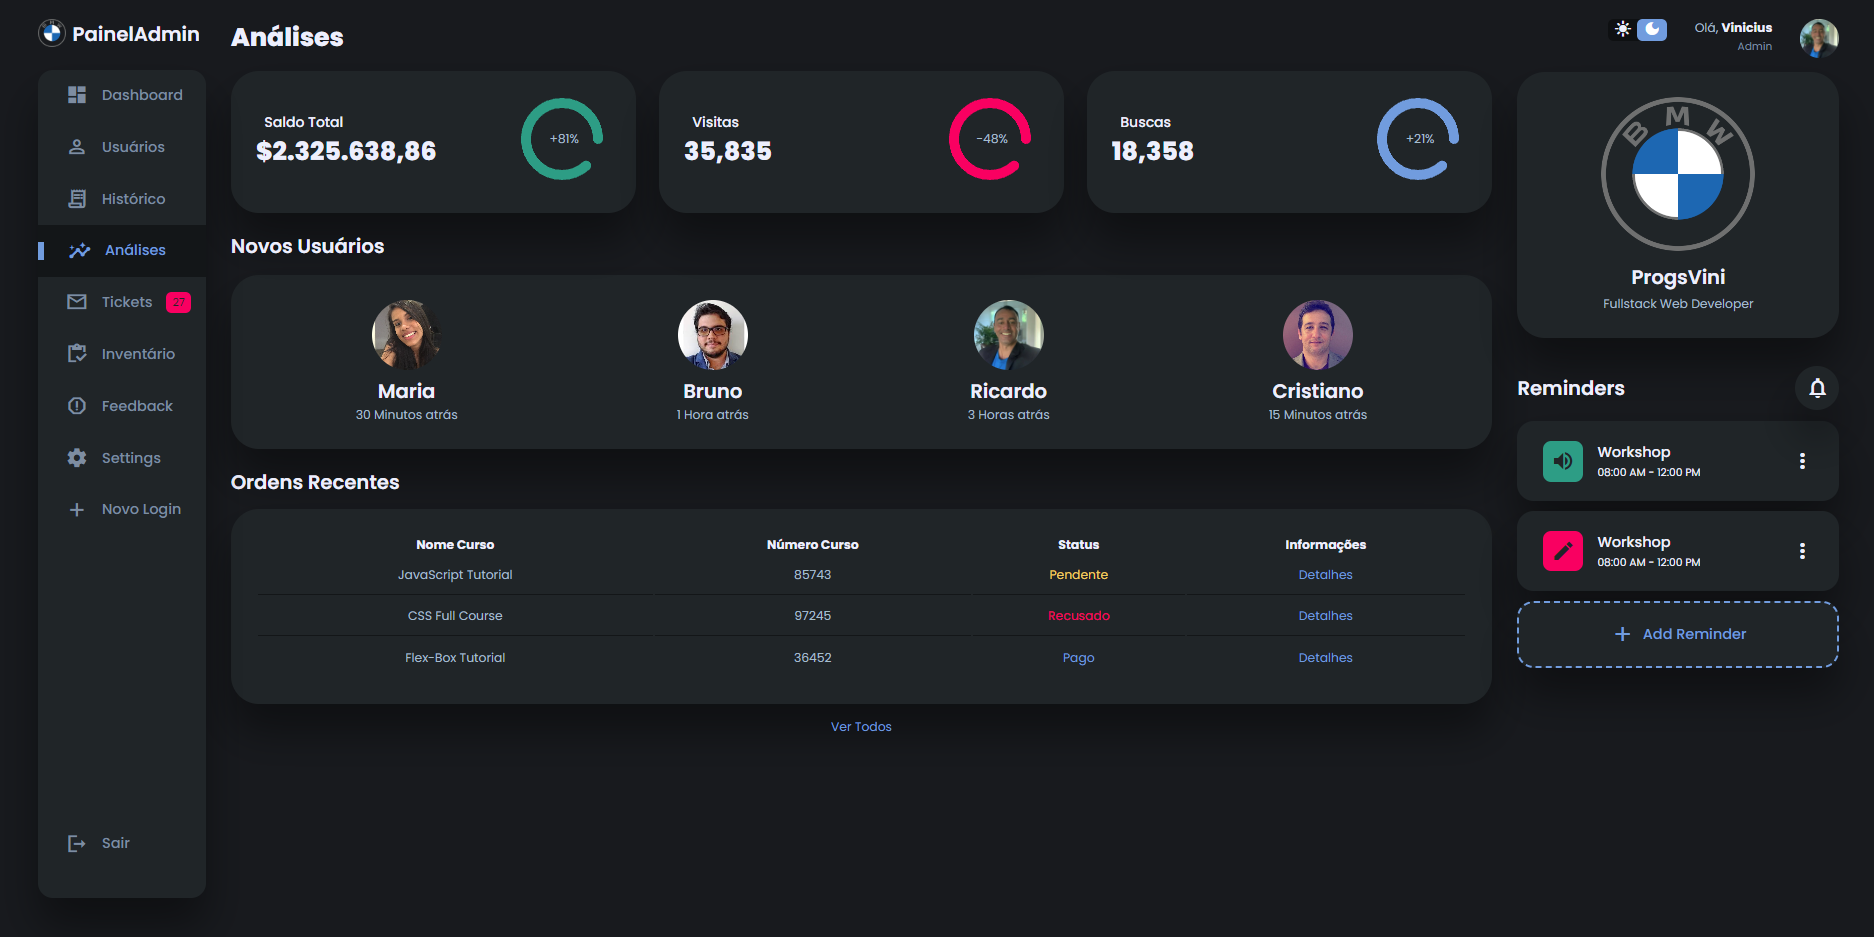 PainelAdmin
Dashboard
Usuários
Histórico
Análises
Tickets 27
Inventário
Feedback
Settings
Novo Login
Sair
Análises
Saldo Total
$2.325.638,86
+81%
Visitas
35,835
-48%
Buscas
18,358
+21%
Novos Usuários
Maria
30 Minutos atrás
Bruno
1 Hora atrás
Ricardo
3 Horas atrás
Cristiano
15 Minutos atrás
Ordens Recentes
Nome Curso Número Curso Status Informações
JavaScript Tutorial 85743 Pendente Detalhes
CSS Full Course 97245 Recusado Detalhes
Flex-Box Tutorial 36452 Pago Detalhes
Ver Todos
Olá, Vinicius
Admin
BMW
ProgsVini
Fullstack Web Developer
Reminders
Workshop
08:00 AM - 12:00 PM
Workshop
08:00 AM - 12:00 PM
Add Reminder